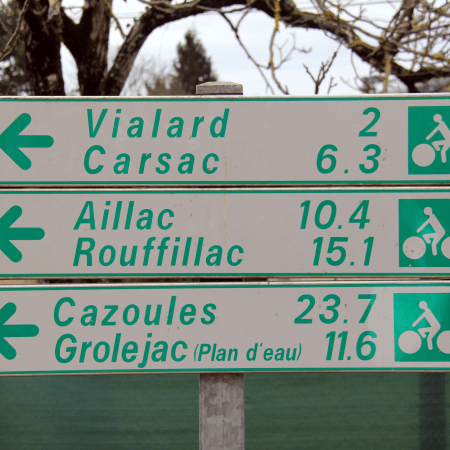 Vialard 2
Carsac 6.3
Aillac 10.4
Rouffillac 15.1
Cazoules 23.7
Grolejac (Plan d'eau) 11.6